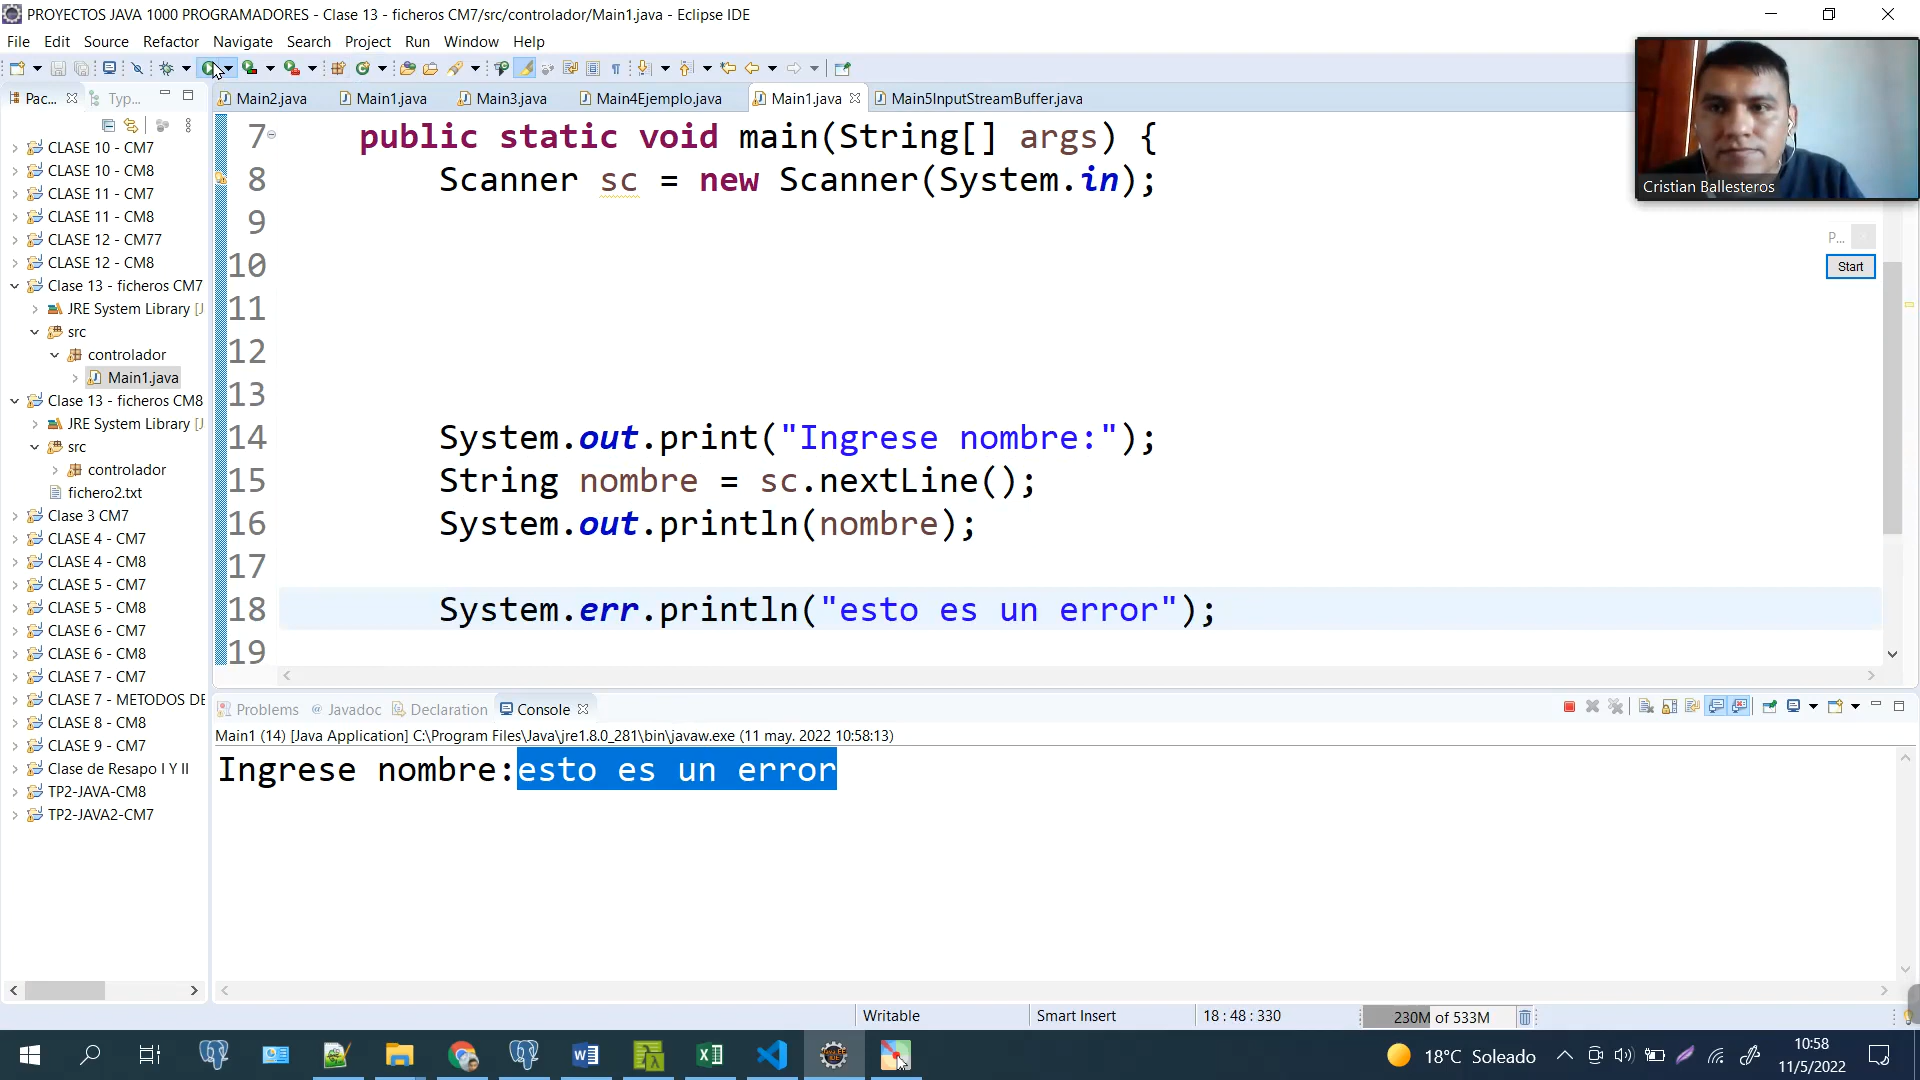 PROYECTOS JAVA 1000 PROGRAMADORES - Clase 13 - ficheros CM7/src/controlador/Main1.java - Eclipse IDE
File Edit Source Refactor Navigate Search Project Run Window Help
Pac... Typ...
Main2.java Main1.java Main3.java Main4Ejemplo.java Main1.java Main5InputStreamBuffer.java
CLASE 10 - CM7
CLASE 10 - CM8
CLASE 11 - CM7
CLASE 11 - CM8
CLASE 12 - CM77
CLASE 12 - CM8
Clase 13 - ficheros CM7
JRE System Library [J
src
controlador
Main1.java
Clase 13 - ficheros CM8
JRE System Library [J
src
controlador
fichero2.txt
Clase 3 CM7
CLASE 4 - CM7
CLASE 4 - CM8
CLASE 5 - CM7
CLASE 5 - CM8
CLASE 6 - CM7
CLASE 6 - CM8
CLASE 7 - CM7
CLASE 7 - METODOS DE
CLASE 8 - CM8
CLASE 9 - CM7
Clase de Resapo I Y II
TP2-JAVA-CM8
TP2-JAVA2-CM7
7 public static void main(String[] args) {
8 Scanner sc = new Scanner(System.in);
9
10
11
12
13
14 System.out.print("Ingrese nombre:");
15 String nombre = sc.nextLine();
16 System.out.println(nombre);
17
18 System.err.println("esto es un error");
19
Cristian Ballesteros
P...
Start
Problems @ Javadoc Declaration Console
Main1 (14) [Java Application] C:\Program Files\Java\jre1.8.0_281\bin\javaw.exe (11 may. 2022 10:58:13)
Ingrese nombre:esto es un error
Writable Smart Insert 18 : 48 : 330 230M of 533M
18°C Soleado
10:58
11/5/2022